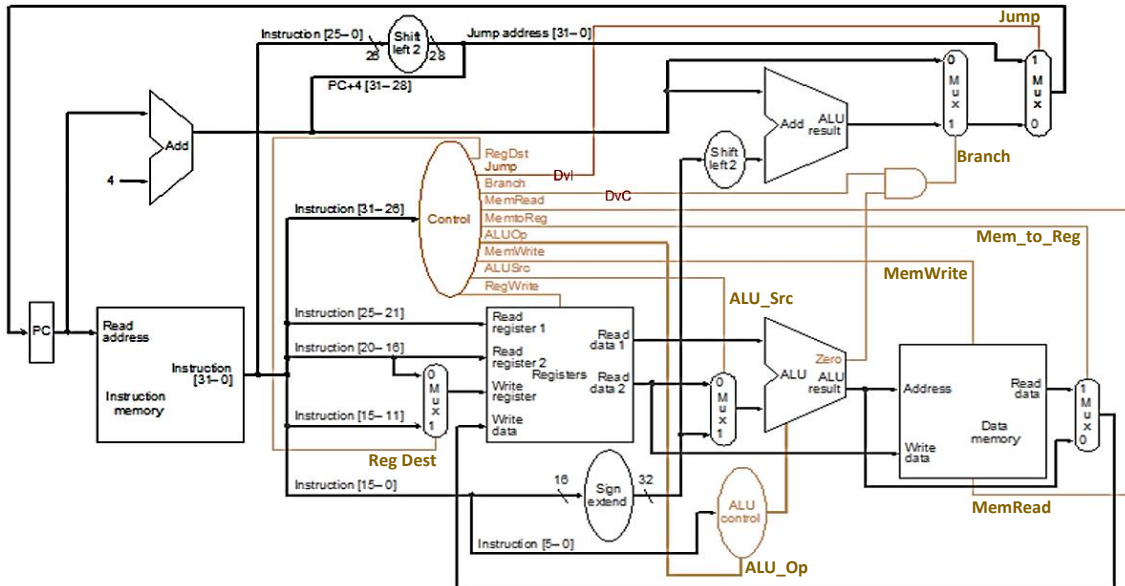 Jump
Instruction [25–0]
26
Shift
left 2
28
Jump address [31–0]
PC+4 [31–28]
Add
4
0
M
u
x
1
1
M
u
x
0
Add
ALU
result
Shift
left 2
Branch
RegDst
Jump
Branch
MemRead
MemtoReg
ALUOp
MemWrite
ALUSrc
RegWrite
DvI
DvC
Control
Instruction [31–26]
Mem_to_Reg
MemWrite
ALU_Src
PC
Read
address
Instruction
[31–0]
Instruction
memory
Instruction [25–21]
Instruction [20–16]
Instruction [15–11]
0
M
u
x
1
Reg Dest
Read
register 1
Read
register 2
Write
register
Write
data
Registers
Read
data 1
Read
data 2
0
M
u
x
1
Zero
ALU
ALU
result
Address
Write
data
Read
data
Data
memory
1
M
u
x
0
MemRead
Instruction [15–0]
16
Sign
extend
32
ALU
control
Instruction [5–0]
ALU_Op